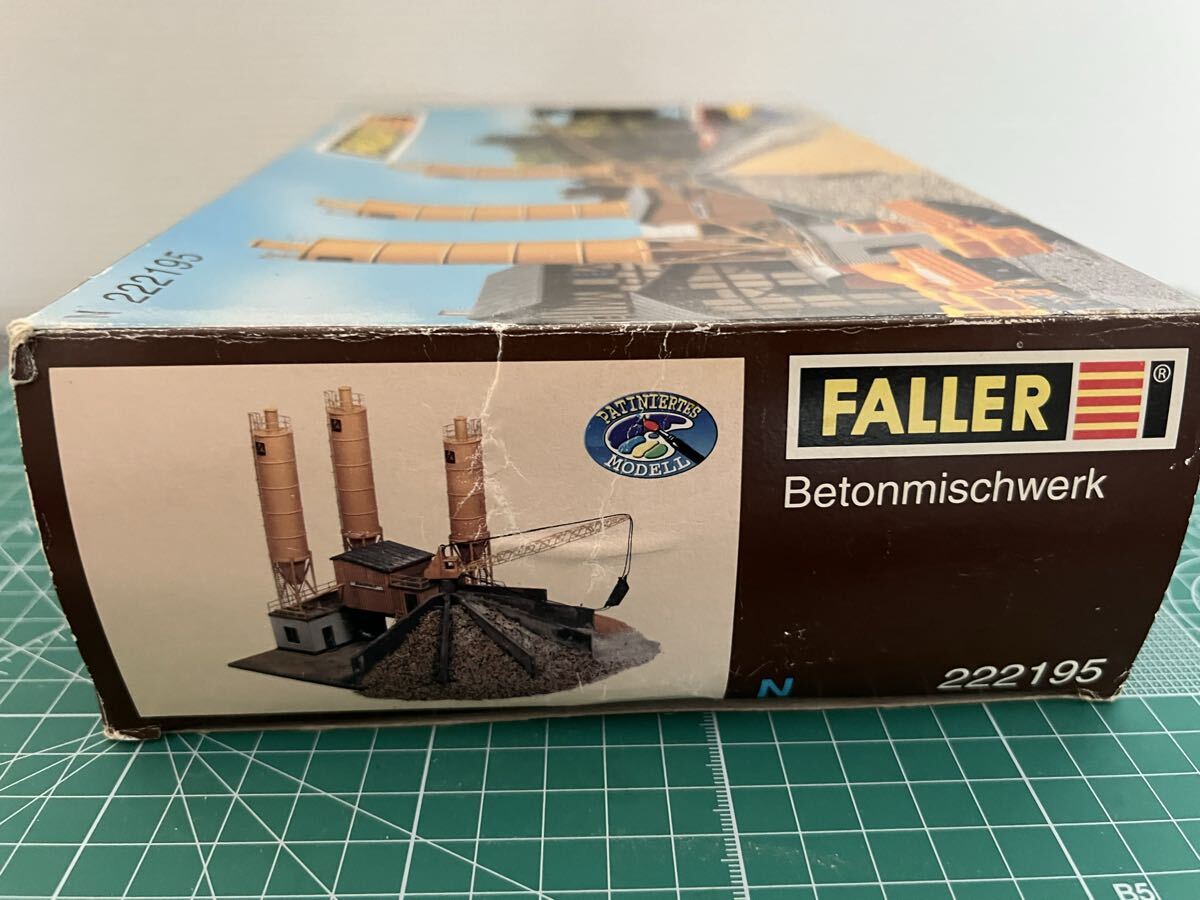 N 222195
PATINIERTES
MODELL
FALLER ®
Betonmischwerk
N
222195
B5